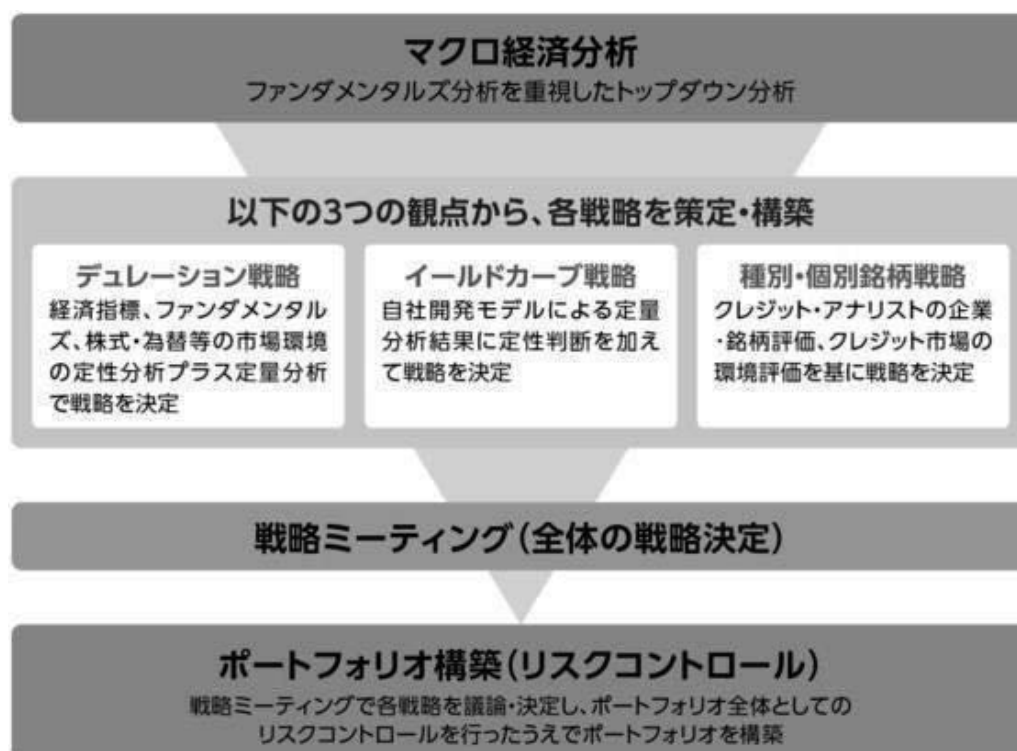 マクロ経済分析
ファンダメンタルズ分析を重視したトップダウン分析
以下の3つの観点から、各戦略を策定・構築
デュレーション戦略
経済指標、ファンダメンタル
ズ、株式・為替等の市場環境
の定性分析プラス定量分析
で戦略を決定
イールドカーブ戦略
自社開発モデルによる定量
分析結果に定性判断を加え
て戦略を決定
種別・個別銘柄戦略
クレジット・アナリストの企業
・銘柄評価、クレジット市場の
環境評価を基に戦略を決定
戦略ミーティング(全体の戦略決定)
ポートフォリオ構築(リスクコントロール)
戦略ミーティングで各戦略を議論・決定し、ポートフォリオ全体としての
リスクコントロールを行ったうえでポートフォリオを構築